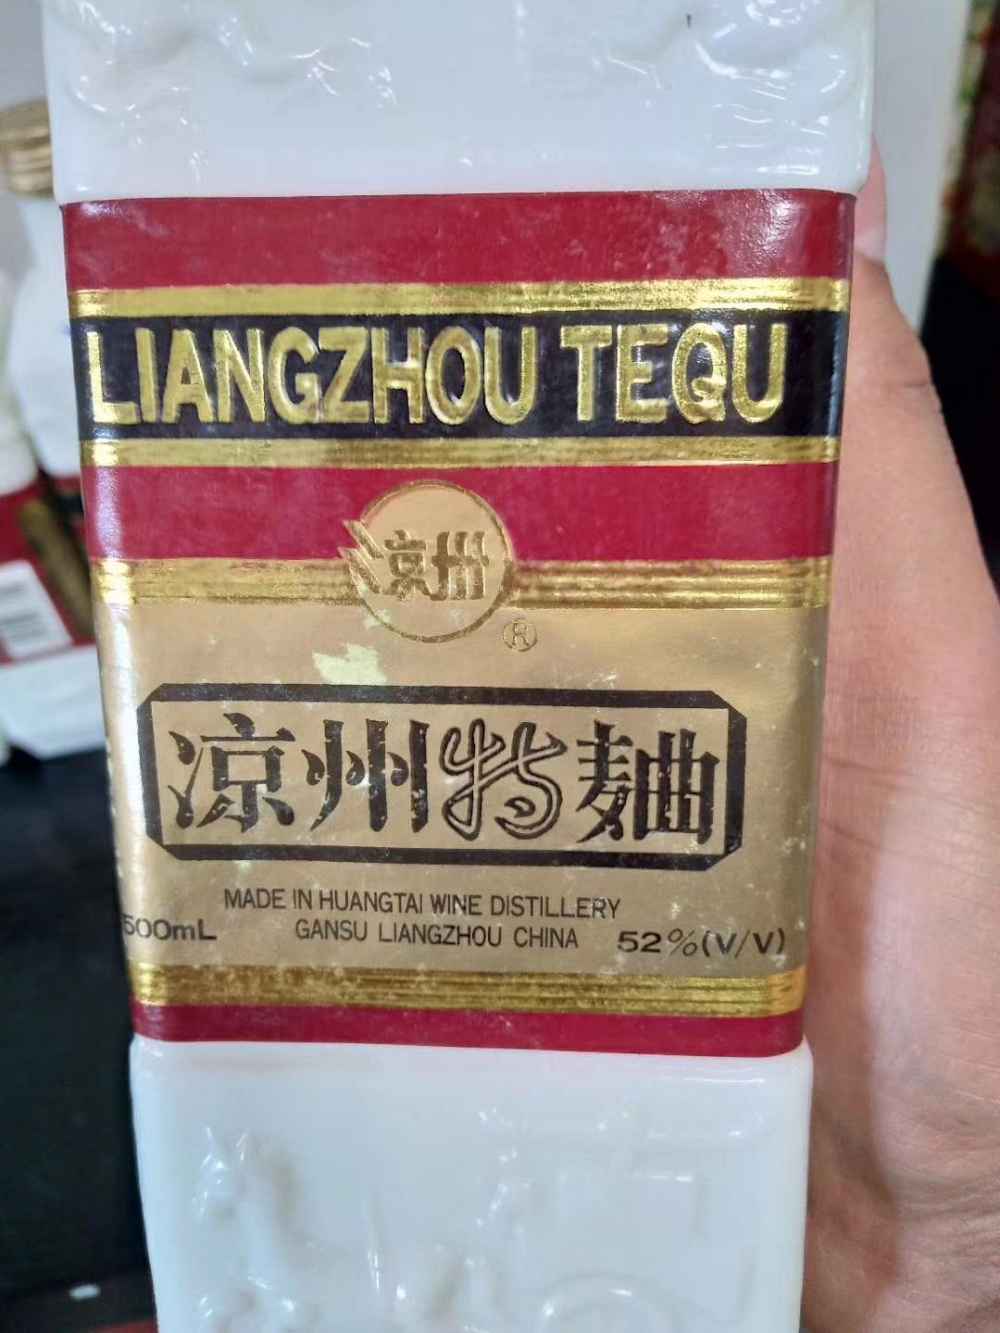 LIANGZHOU TEQU
凉州
®
凉州特麯
MADE IN HUANGTAI WINE DISTILLERY
500mL GANSU LIANGZHOU CHINA 52%(V/V)